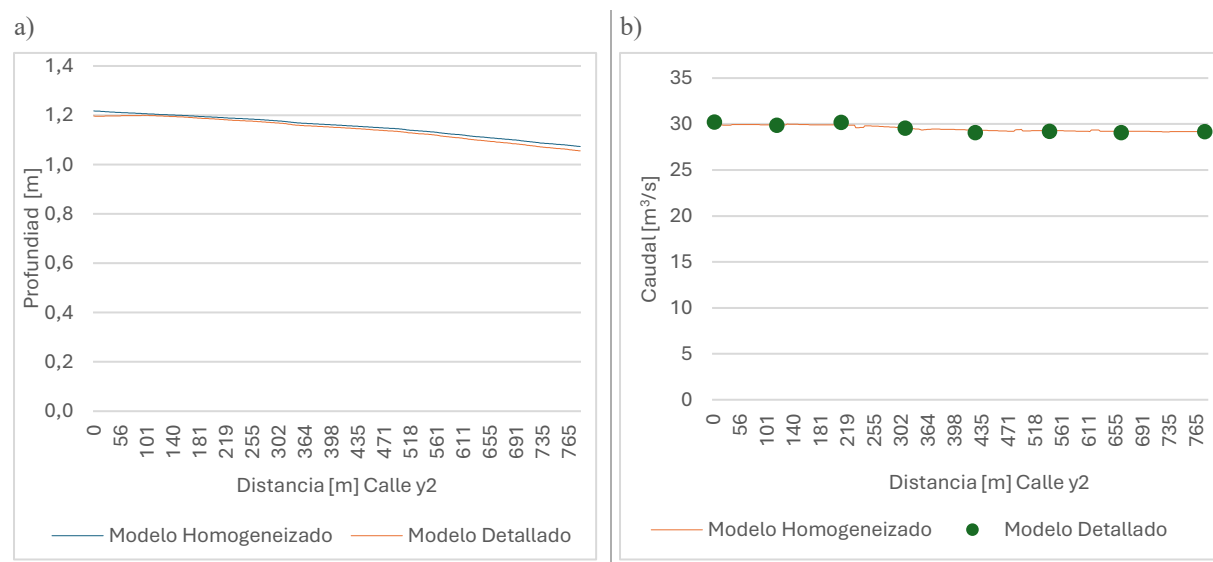 a)
1,4
1,2
1,0
0,8
0,6
0,4
0,2
0,0
Profundiad [m]
0 56 101 140 181 219 255 302 364 398 435 471 518 561 611 655 691 735 765
Distancia [m] Calle y2
Modelo Homogeneizado Modelo Detallado
b)
35
30
25
20
15
10
5
0
Caudal [m³/s]
0 56 101 140 181 219 255 302 364 398 435 471 518 561 611 655 691 735 765
Distancia [m] Calle y2
Modelo Homogeneizado Modelo Detallado